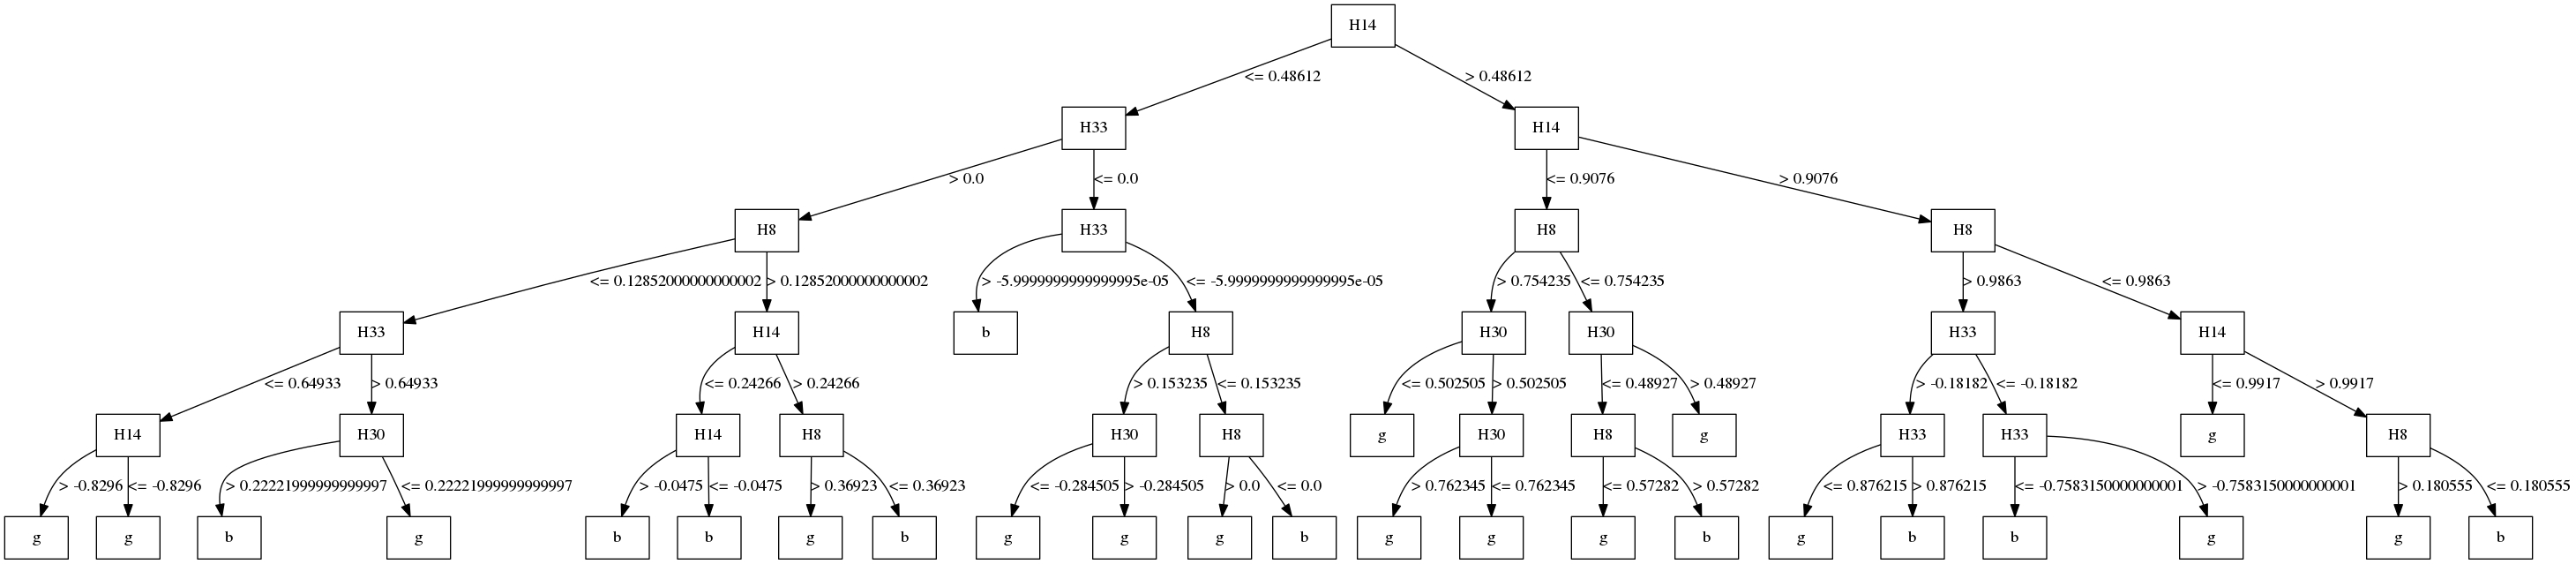 H14
<= 0.48612 > 0.48612
H33 H14
> 0.0 <= 0.0 <= 0.9076 > 0.9076
H8 H33 H8 H8
<= 0.12852000000000002 > 0.12852000000000002 > -5.9999999999999995e-05 <= -5.9999999999999995e-05 > 0.754235 <= 0.754235 > 0.9863 <= 0.9863
H33 H14 b H8 H30 H30 H33 H14
<= 0.64933 > 0.64933 <= 0.24266 > 0.24266 > 0.153235 <= 0.153235 <= 0.502505 > 0.502505 <= 0.48927 > 0.48927 > -0.18182 <= -0.18182 <= 0.9917 > 0.9917
H14 H30 H14 H8 H30 H8 g H30 H8 g H33 H33 g H8
> -0.8296 <= -0.8296 > 0.22221999999999997 <= 0.22221999999999997 > -0.0475 <= -0.0475 > 0.36923 <= 0.36923 <= -0.284505 > -0.284505 > 0.0 <= 0.0 > 0.762345 <= 0.762345 <= 0.57282 > 0.57282 <= 0.876215 > 0.876215 <= -0.7583150000000001 > -0.7583150000000001 > 0.180555 <= 0.180555
g g b g b b g b g g g b g g g b g b b g g b